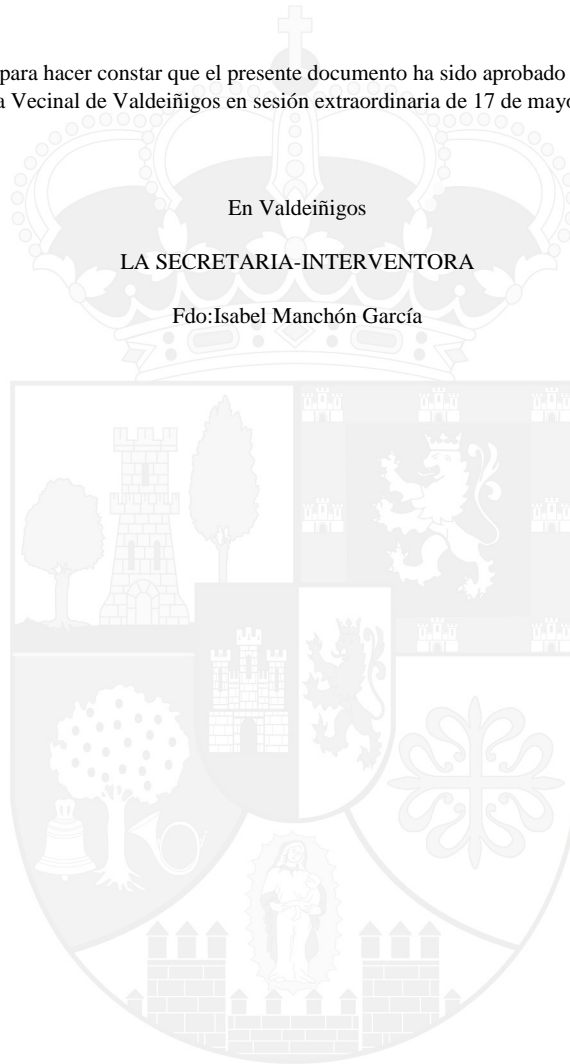 para hacer constar que el presente documento ha sido aprobado
a Vecinal de Valdeiñigos en sesión extraordinaria de 17 de mayo
En Valdeiñigos
LA SECRETARIA-INTERVENTORA
Fdo:Isabel Manchón García